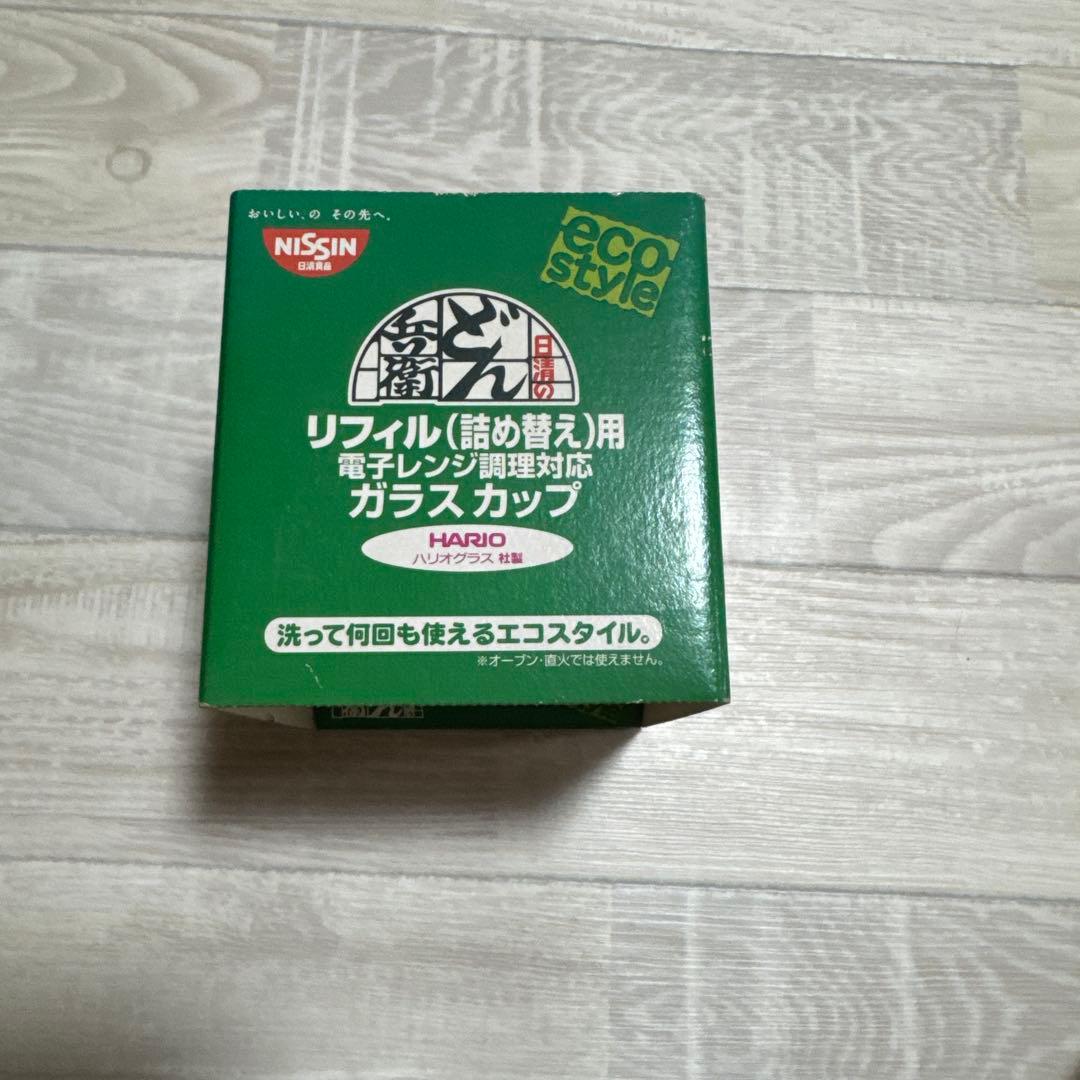 おいしい、の その先へ。
NISSIN
日清食品
eco
style
日清の
どん
兵衛
リフィル(詰め替え)用
電子レンジ調理対応
ガラス カップ
HARIO
ハリオグラス 社製
洗って何回も使えるエコスタイル。
※オーブン・直火では使えません。